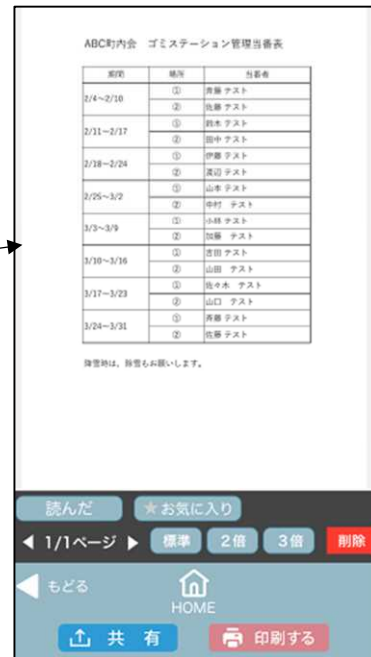 ABC町内会 ゴミステーション管理当番表
期間 場所 当番者
2/4～2/10 ① 斉藤 テスト
② 佐藤 テスト
2/11～2/17 ① 鈴木 テスト
② 田中 テスト
2/18～2/24 ① 伊藤 テスト
② 渡辺 テスト
2/25～3/2 ① 山本 テスト
② 中村 テスト
3/3～3/9 ① 小林 テスト
② 加藤 テスト
3/10～3/16 ① 吉田 テスト
② 山田 テスト
3/17～3/23 ① 佐々木 テスト
② 山口 テスト
3/24～3/31 ① 斉藤 テスト
② 佐藤 テスト
降雪時は、除雪もお願いします。
読んだ ★お気に入り
◀ 1/1ページ ▶ 標準 2倍 3倍 削除
もどる
HOME
共 有 印刷する